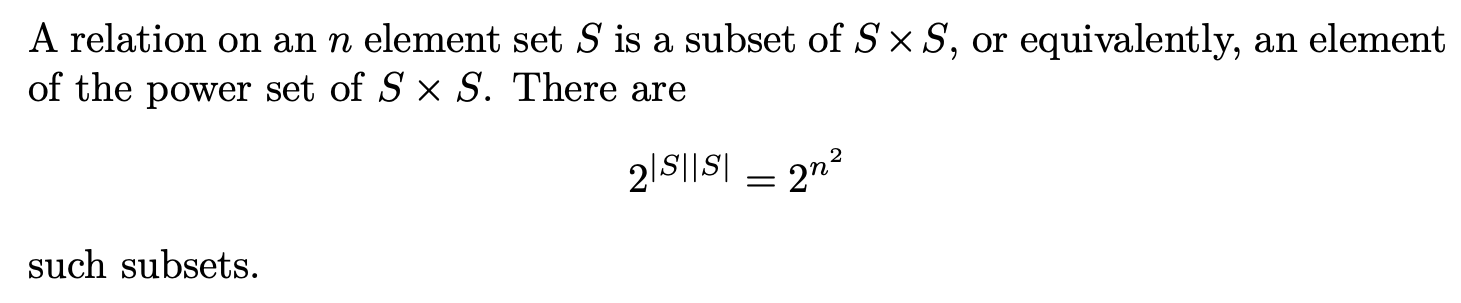 A relation on an n element set S is a subset of S × S, or equivalently, an element
of the power set of S × S. There are
2^{|S||S|} = 2^{n^2}
such subsets.